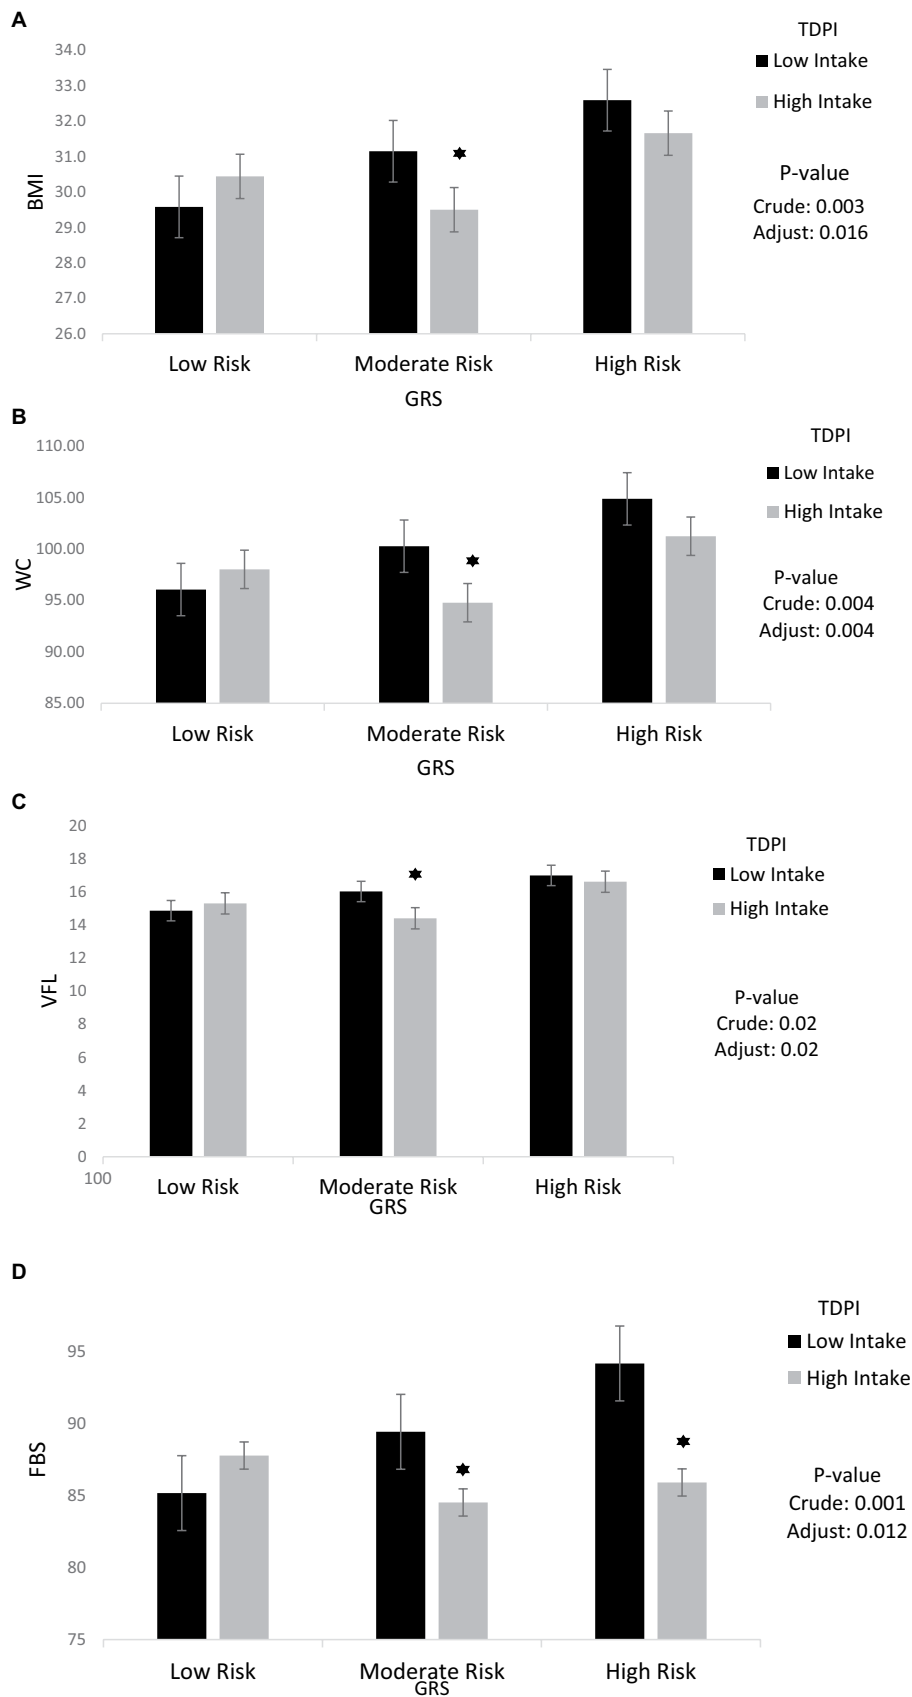 A
TDPI
Low Intake
High Intake
P-value
Crude: 0.003
Adjust: 0.016
34.0
33.0
32.0
31.0
30.0
29.0
28.0
27.0
26.0
BMI
Low Risk Moderate Risk High Risk
GRS
B
TDPI
Low Intake
High Intake
P-value
Crude: 0.004
Adjust: 0.004
110.00
105.00
100.00
95.00
90.00
85.00
WC
Low Risk Moderate Risk High Risk
GRS
C
TDPI
Low Intake
High Intake
P-value
Crude: 0.02
Adjust: 0.02
20
18
16
14
12
10
8
6
4
2
0
VFL
Low Risk Moderate Risk High Risk
GRS
D
TDPI
Low Intake
High Intake
P-value
Crude: 0.001
Adjust: 0.012
100
95
90
85
80
75
FBS
Low Risk Moderate Risk High Risk
GRS